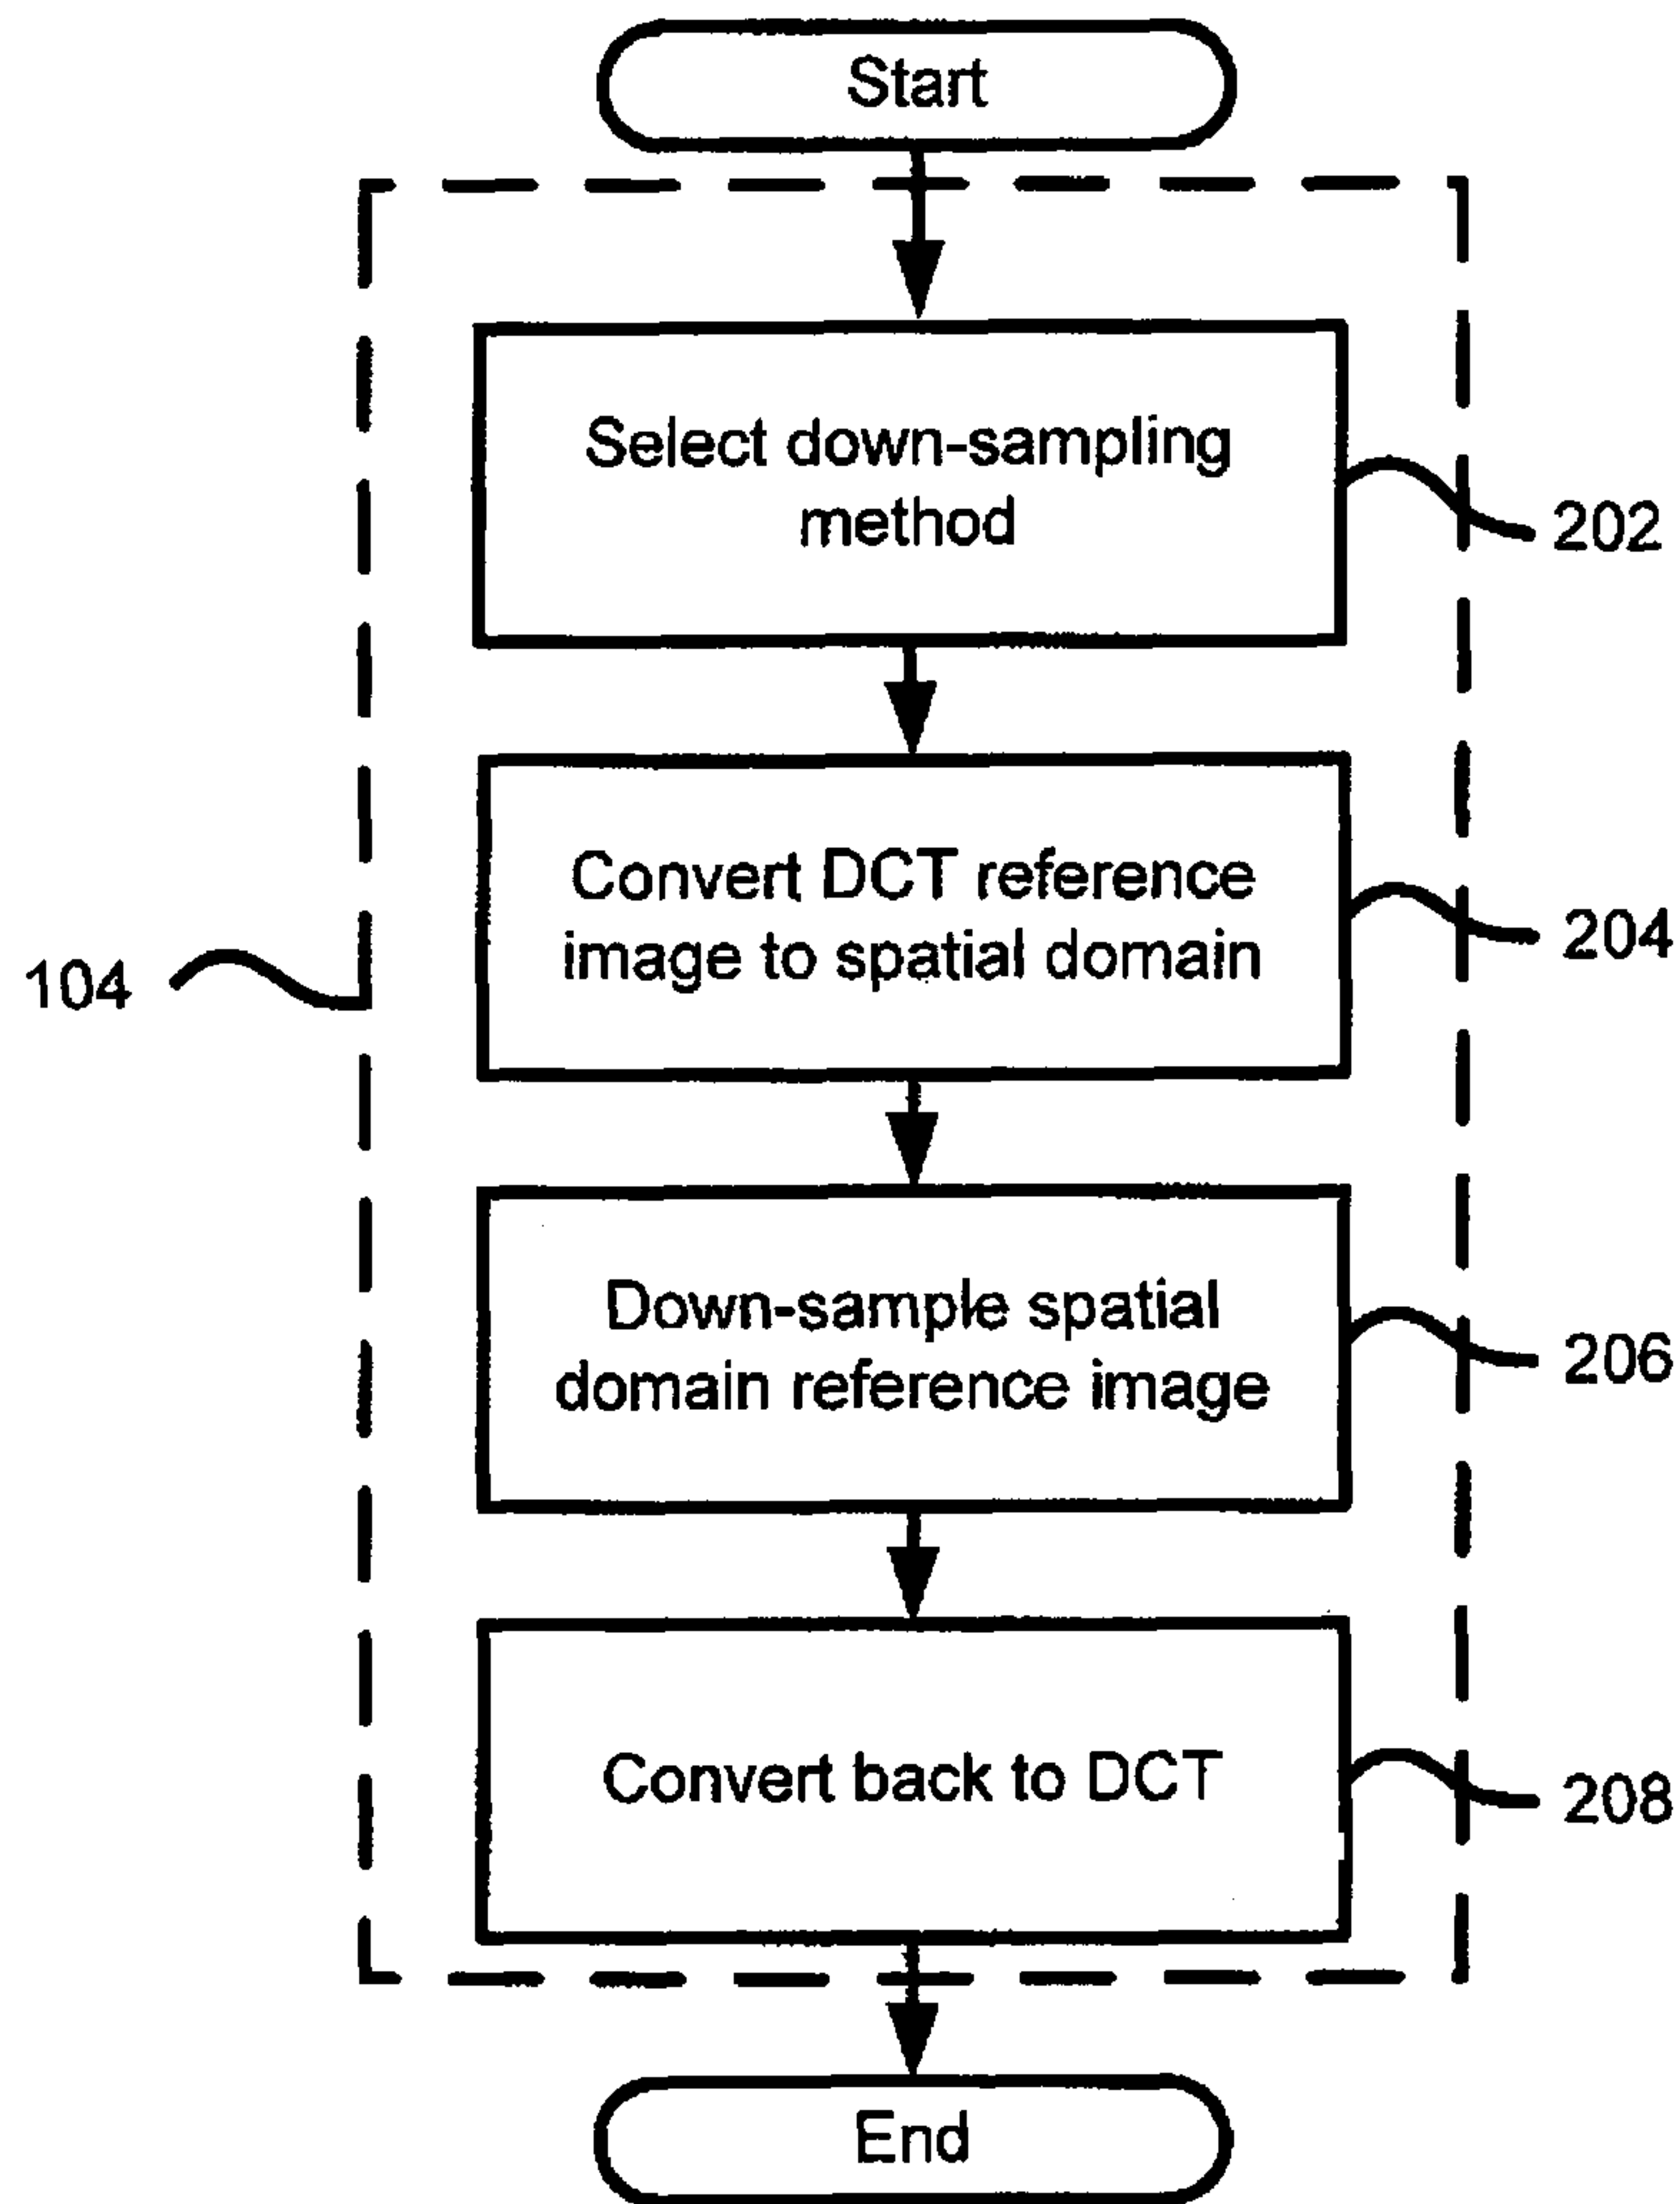 Start
Select down-sampling
method
202
Convert DCT reference
image to spatial domain
204
104
Down-sample spatial
domain reference image
206
Convert back to DCT
208
End